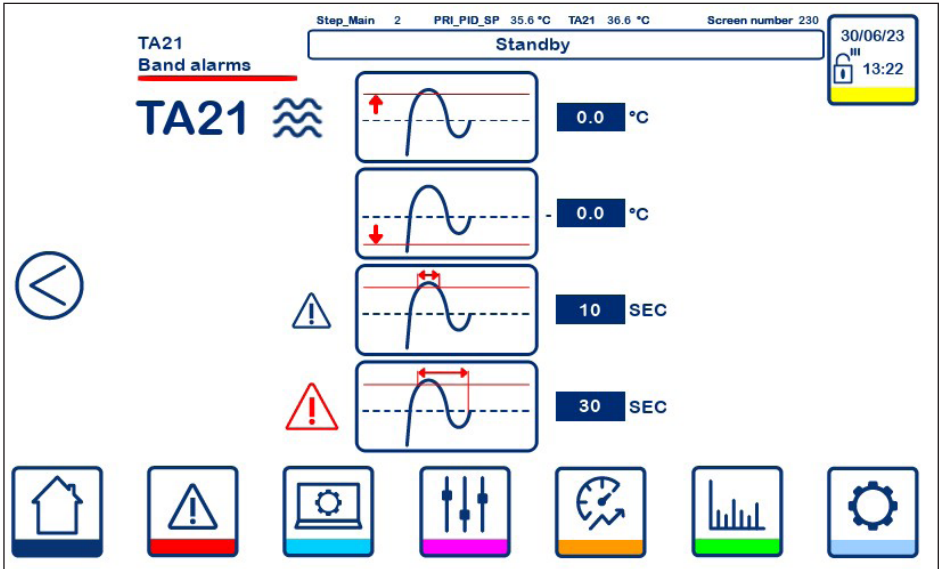 Step_Main 2 PRI_PID_SP 35.6 °C TA21 36.6 °C Screen number 230
TA21
Band alarms
Standby
30/06/23
III
13:22
TA21
0.0 °C
- 0.0 °C
10 SEC
30 SEC